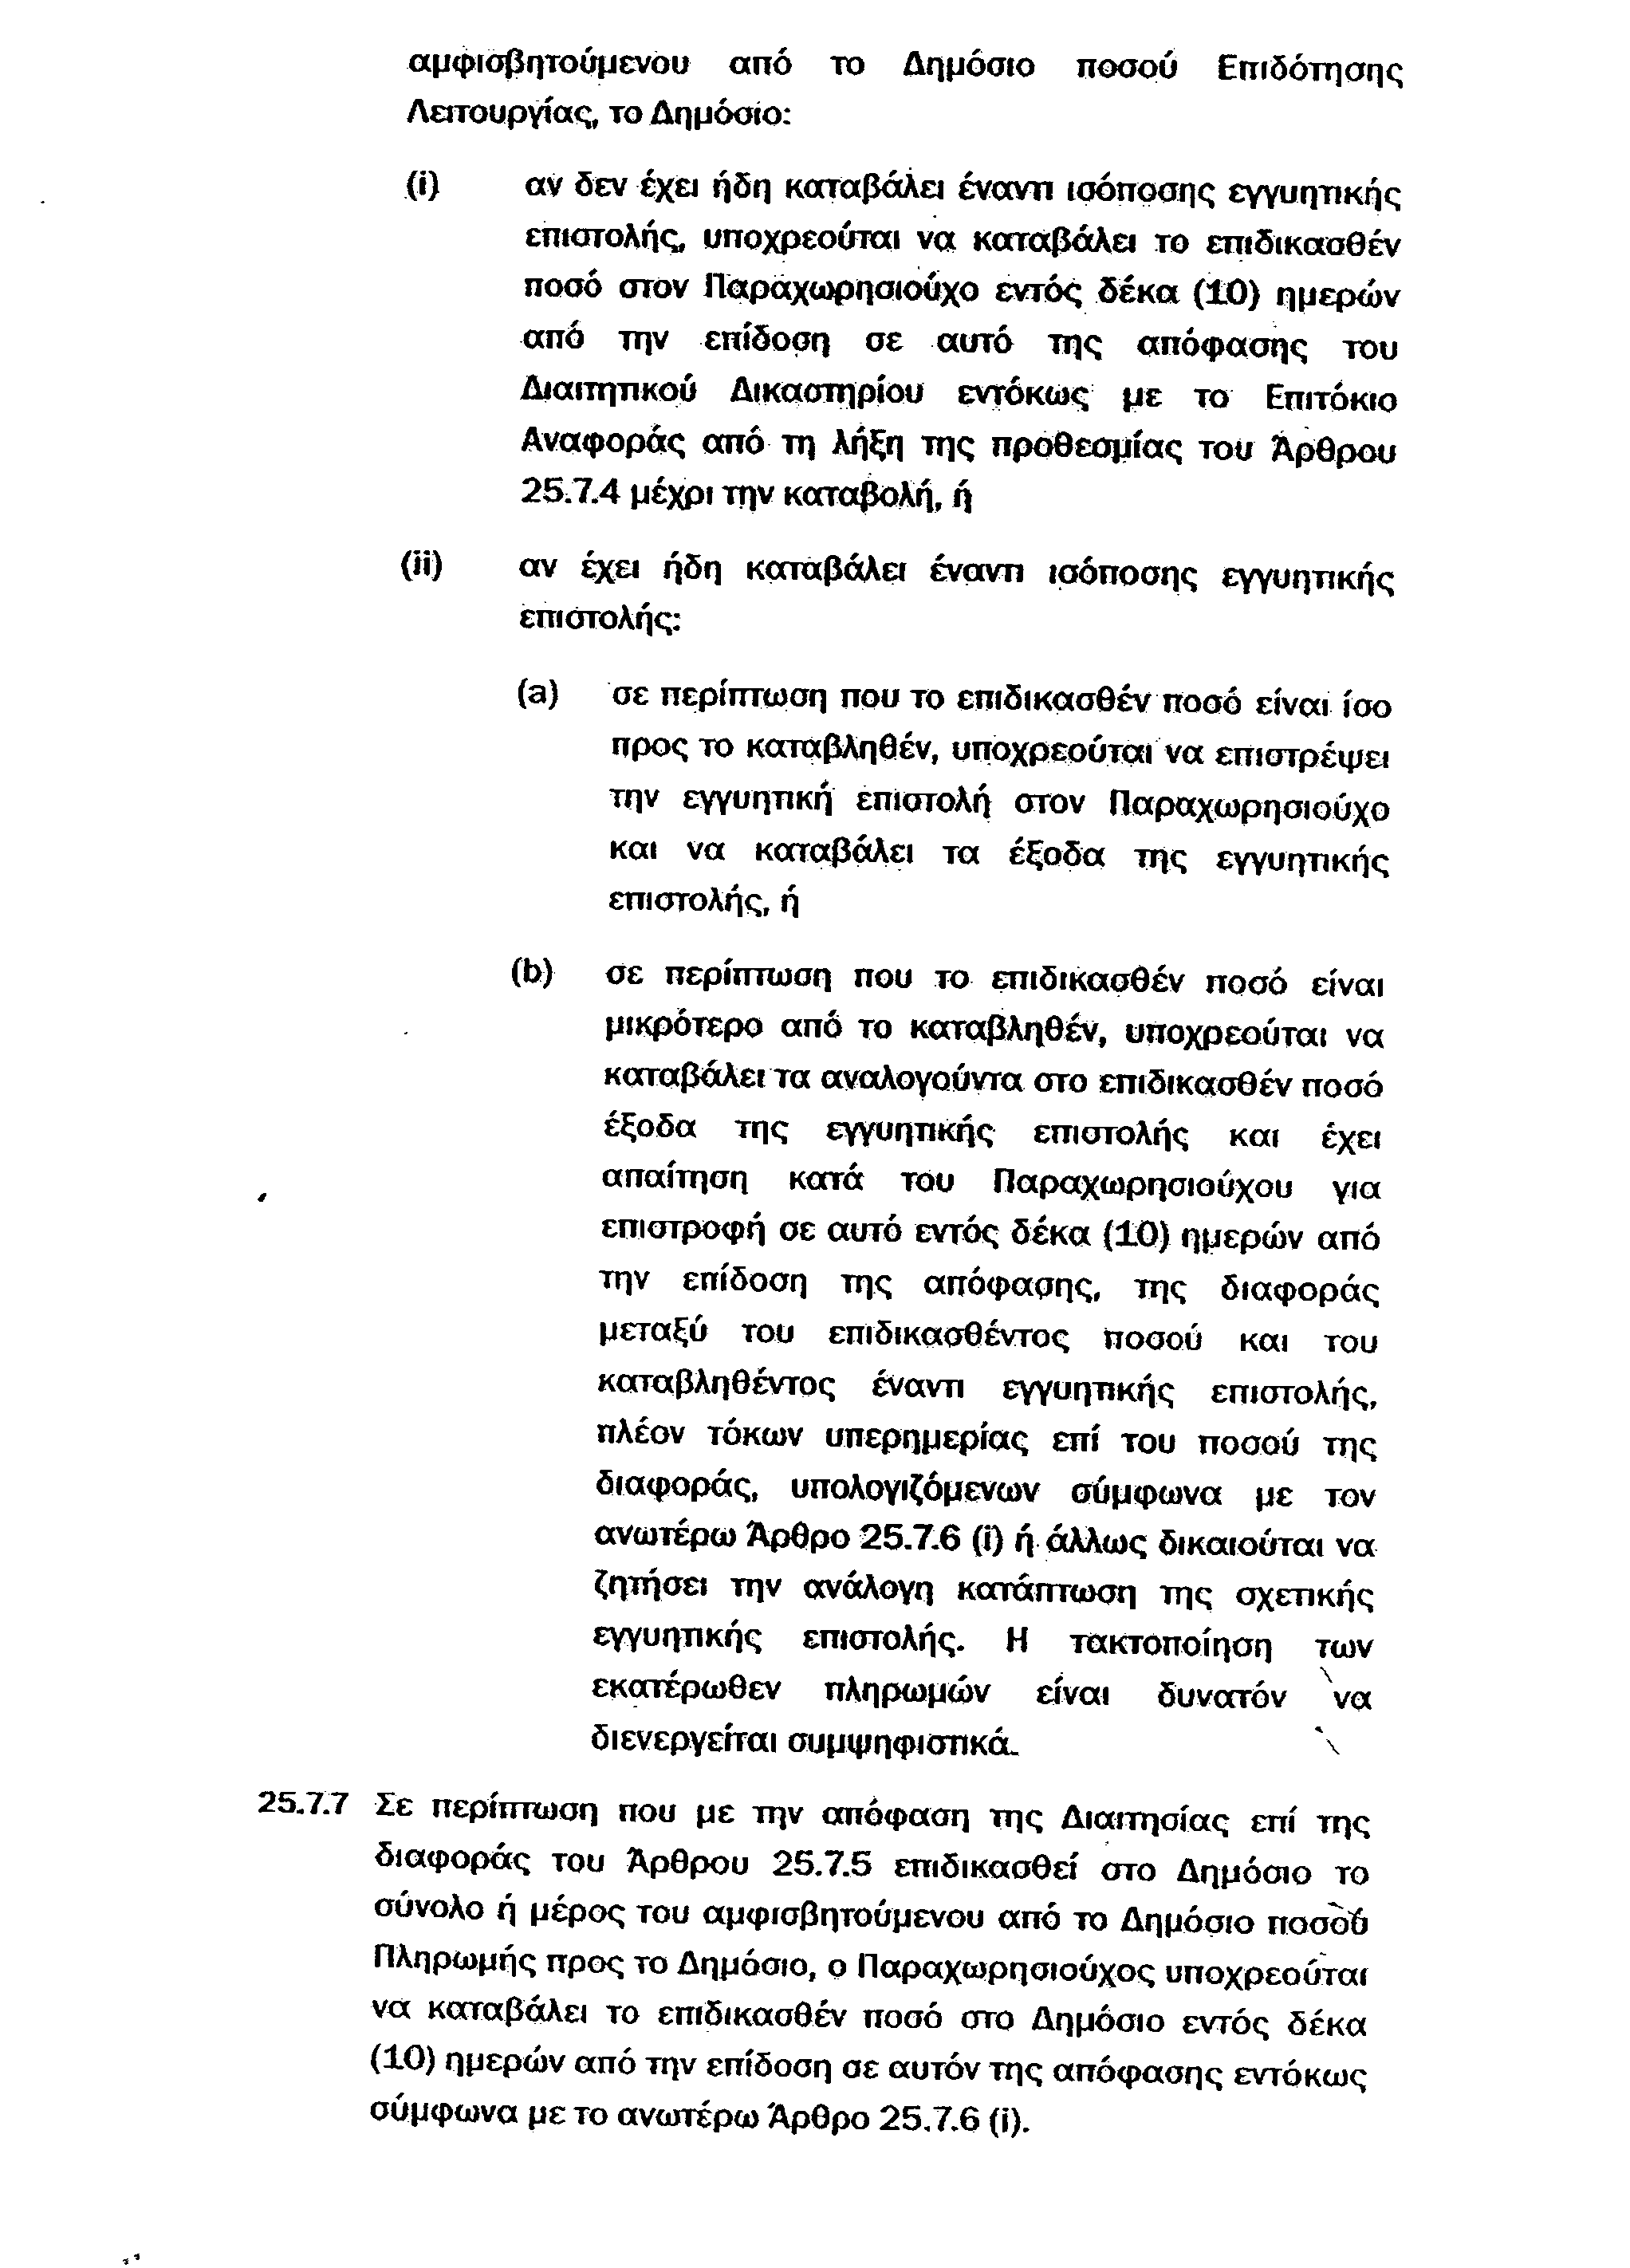 αμφισβητούμενου από το Δημόσιο ποσού Επιδότησης
Λειτουργίας, το Δημόσιο:
(i) αν δεν έχει ήδη καταβάλει έναντι ισόποσης εγγυητικής
επιστολής, υποχρεούται να καταβάλει το επιδικασθέν
ποσό στον Παραχωρησιούχο εντός δέκα (10) ημερών
από την επίδοση σε αυτό της απόφασης του
Διαιτητικού Δικαστηρίου εντόκως με το Επιτόκιο
Αναφοράς από τη λήξη της προθεσμίας του Άρθρου
25.7.4 μέχρι την καταβολή, ή
(ii) αν έχει ήδη καταβάλει έναντι ισόποσης εγγυητικής
επιστολής:
(a) σε περίπτωση που το επιδικασθέν ποσό είναι ίσο
προς το καταβληθέν, υποχρεούται να επιστρέψει
την εγγυητική επιστολή στον Παραχωρησιούχο
και να καταβάλει τα έξοδα της εγγυητικής
επιστολής, ή
(b) σε περίπτωση που το επιδικασθέν ποσό είναι
μικρότερο από το καταβληθέν, υποχρεούται να
καταβάλει τα αναλογούντα στο επιδικασθέν ποσό
έξοδα της εγγυητικής επιστολής και έχει
απαίτηση κατά του Παραχωρησιούχου για
επιστροφή σε αυτό εντός δέκα (10) ημερών από
την επίδοση της απόφασης, της διαφοράς
μεταξύ του επιδικασθέντος ποσού και του
καταβληθέντος έναντι εγγυητικής επιστολής,
πλέον τόκων υπερημερίας επί του ποσού της
διαφοράς, υπολογιζόμενων σύμφωνα με τον
ανωτέρω Άρθρο 25.7.6 (i) ή άλλως δικαιούται να
ζητήσει την ανάλογη κατάπτωση της σχετικής
εγγυητικής επιστολής. Η τακτοποίηση των
εκατέρωθεν πληρωμών είναι δυνατόν να
διενεργείται συμψηφιστικά.
25.7.7 Σε περίπτωση που με την απόφαση της Διαιτησίας επί της
διαφοράς του Άρθρου 25.7.5 επιδικασθεί στο Δημόσιο το
σύνολο ή μέρος του αμφισβητούμενου από το Δημόσιο ποσού
Πληρωμής προς το Δημόσιο, ο Παραχωρησιούχος υποχρεούται
να καταβάλει το επιδικασθέν ποσό στο Δημόσιο εντός δέκα
(10) ημερών από την επίδοση σε αυτόν της απόφασης εντόκως
σύμφωνα με το ανωτέρω Άρθρο 25.7.6 (i).